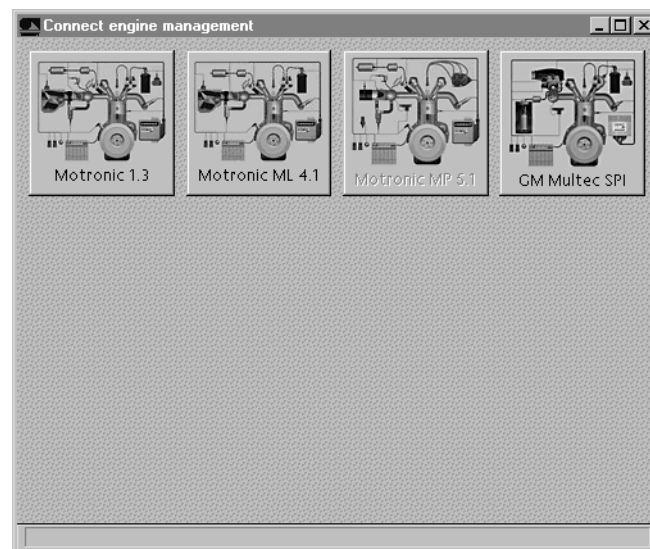 Connect engine management
Motronic 1.3
Motronic ML 4.1
Motronic MP 5.1
GM Multec SPI